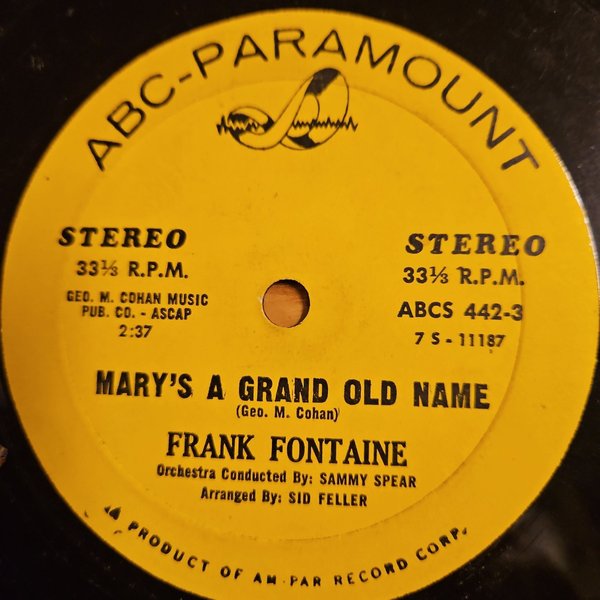 ABC-PARAMOUNT
STEREO
33⅓ R.P.M.
GEO. M. COHAN MUSIC
PUB. CO. - ASCAP
2:37
STEREO
33⅓ R.P.M.
ABCS 442-3
7 S - 11187
MARY'S A GRAND OLD NAME
(Geo. M. Cohan)
FRANK FONTAINE
Orchestra Conducted By: SAMMY SPEAR
Arranged By: SID FELLER
A PRODUCT OF AM-PAR RECORD CORP.